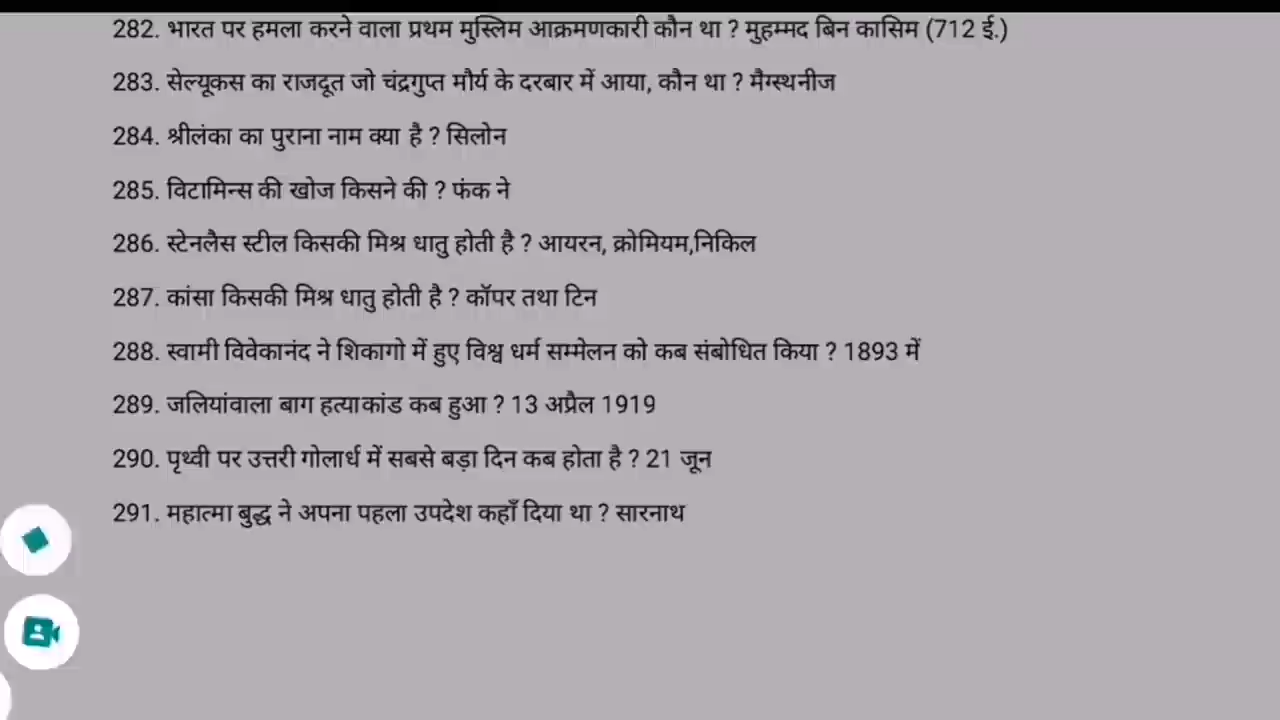 282. भारत पर हमला करने वाला प्रथम मुस्लिम आक्रमणकारी कौन था ? मुहम्मद बिन कासिम (712 ई.)
283. सेल्यूकस का राजदूत जो चंद्रगुप्त मौर्य के दरबार में आया, कौन था ? मैग्स्थनीज
284. श्रीलंका का पुराना नाम क्या है ? सिलोन
285. विटामिन्स की खोज किसने की ? फंक ने
286. स्टेनलैस स्टील किसकी मिश्र धातु होती है ? आयरन, क्रोमियम,निकिल
287. कांसा किसकी मिश्र धातु होती है ? कॉपर तथा टिन
288. स्वामी विवेकानंद ने शिकागो में हुए विश्व धर्म सम्मेलन को कब संबोधित किया ? 1893 में
289. जलियांवाला बाग हत्याकांड कब हुआ ? 13 अप्रैल 1919
290. पृथ्वी पर उत्तरी गोलार्ध में सबसे बड़ा दिन कब होता है ? 21 जून
291. महात्मा बुद्ध ने अपना पहला उपदेश कहाँ दिया था ? सारनाथ